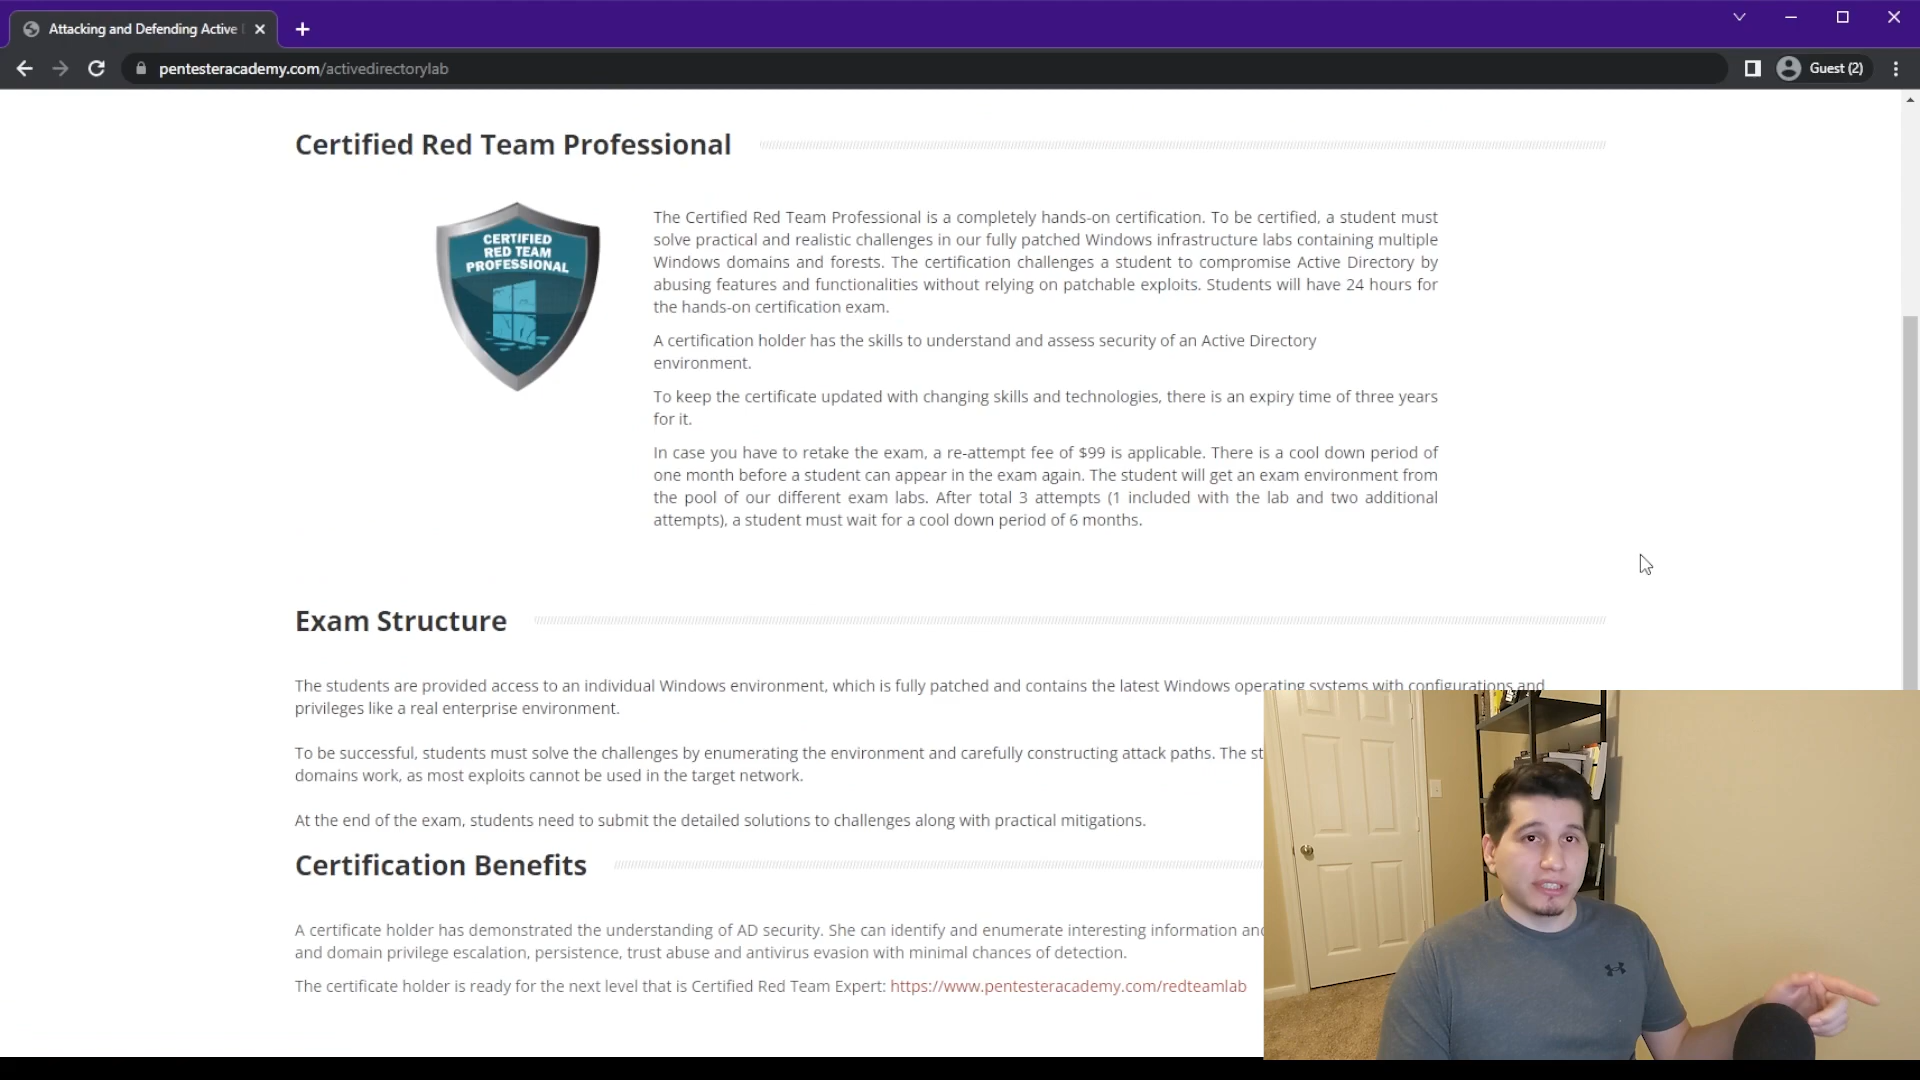 Attacking and Defending Active
pentesteracademy.com/activedirectorylab
Guest (2)
Certified Red Team Professional
CERTIFIED
RED TEAM
PROFESSIONAL
The Certified Red Team Professional is a completely hands-on certification. To be certified, a student must
solve practical and realistic challenges in our fully patched Windows infrastructure labs containing multiple
Windows domains and forests. The certification challenges a student to compromise Active Directory by
abusing features and functionalities without relying on patchable exploits. Students will have 24 hours for
the hands-on certification exam.
A certification holder has the skills to understand and assess security of an Active Directory
environment.
To keep the certificate updated with changing skills and technologies, there is an expiry time of three years
for it.
In case you have to retake the exam, a re-attempt fee of $99 is applicable. There is a cool down period of
one month before a student can appear in the exam again. The student will get an exam environment from
the pool of our different exam labs. After total 3 attempts (1 included with the lab and two additional
attempts), a student must wait for a cool down period of 6 months.
Exam Structure
The students are provided access to an individual Windows environment, which is fully patched and contains the latest Windows operating systems with configurations and
privileges like a real enterprise environment.
To be successful, students must solve the challenges by enumerating the environment and carefully constructing attack paths. The st
domains work, as most exploits cannot be used in the target network.
At the end of the exam, students need to submit the detailed solutions to challenges along with practical mitigations.
Certification Benefits
A certificate holder has demonstrated the understanding of AD security. She can identify and enumerate interesting information and
and domain privilege escalation, persistence, trust abuse and antivirus evasion with minimal chances of detection.
The certificate holder is ready for the next level that is Certified Red Team Expert: https://www.pentesteracademy.com/redteamlab